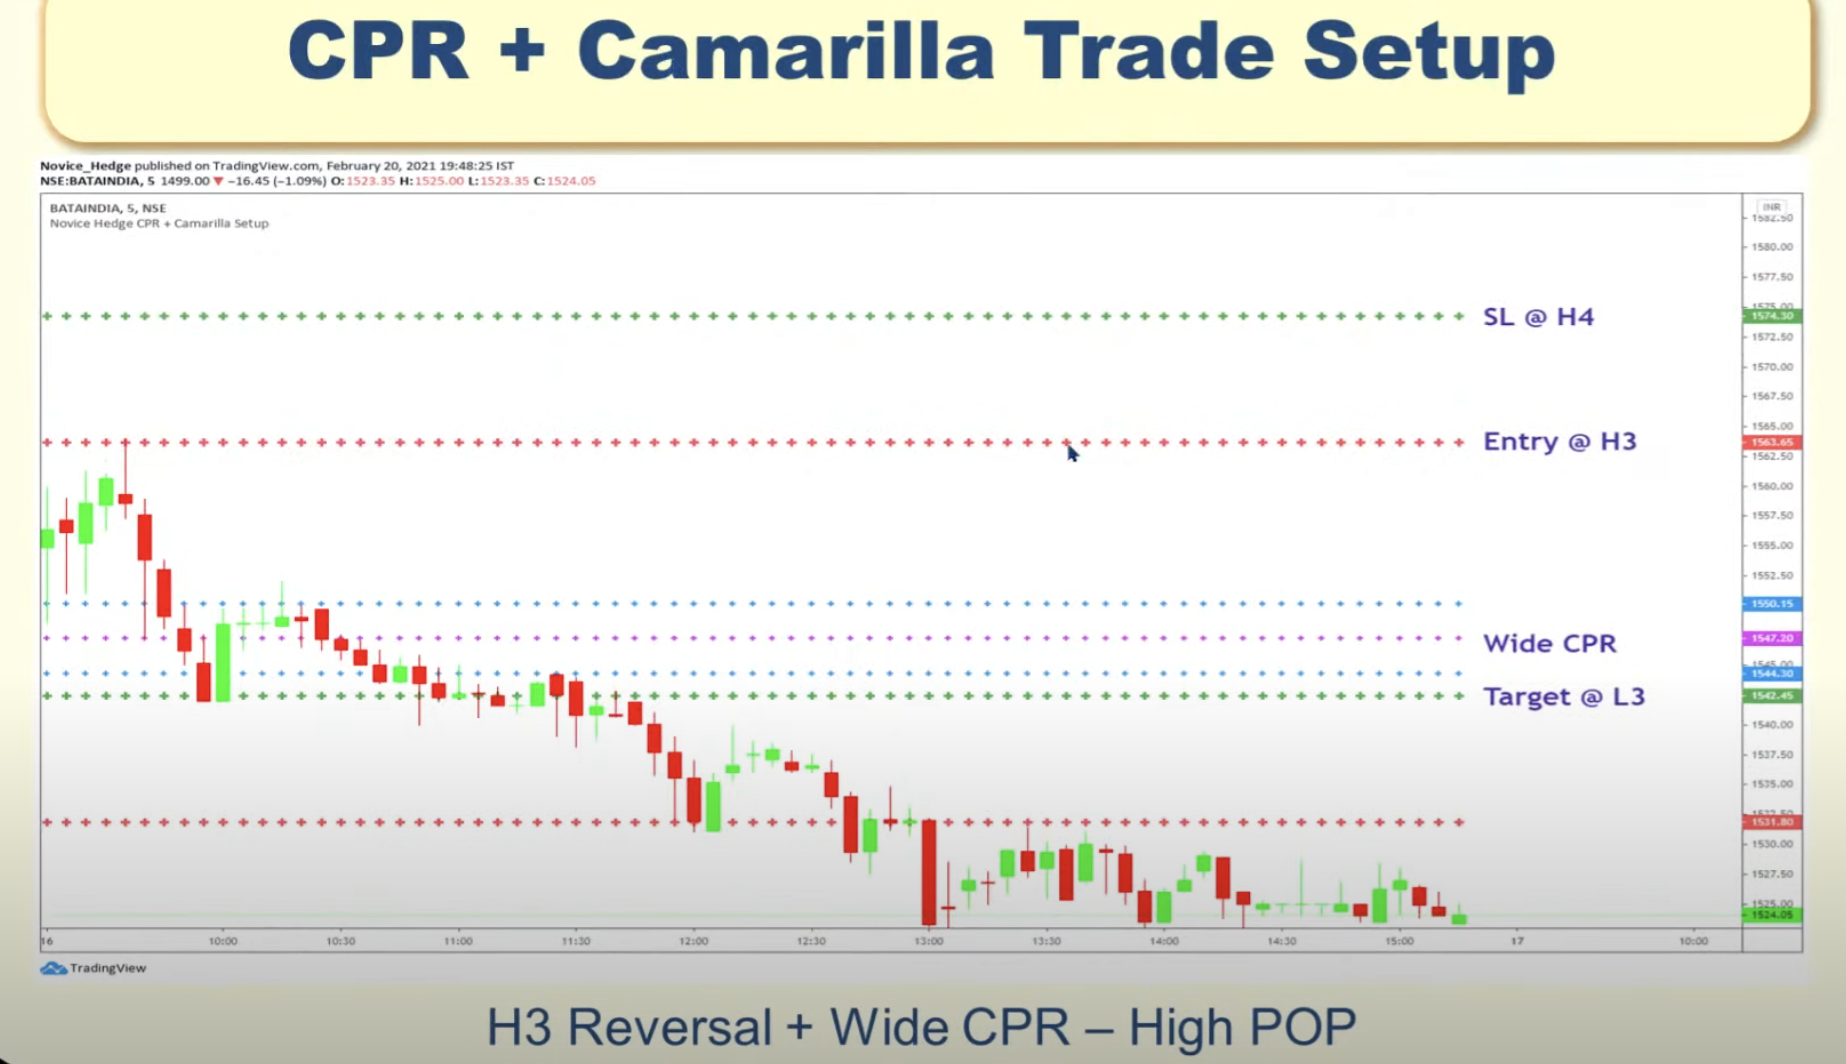 CPR + Camarilla Trade Setup
Novice_Hedge published on TradingView.com, February 20, 2021 19:48:25 IST
NSE:BATAINDIA, 5 1499.00 ▼ −16.45 (−1.09%) O:1523.35 H:1525.00 L:1523.35 C:1524.05
BATAINDIA, 5, NSE
Novice Hedge CPR + Camarilla Setup
INR
1582.50
1580.00
1577.50
1575.00
SL @ H4
1574.30
1572.50
1570.00
1567.50
1565.00
Entry @ H3
1563.65
1562.50
1560.00
1557.50
1555.00
1552.50
1550.15
Wide CPR
1547.20
1545.00
1544.30
Target @ L3
1542.45
1540.00
1537.50
1535.00
1531.80
1530.00
1527.50
1525.00
1524.05
16 10:00 10:30 11:00 11:30 12:00 12:30 13:00 13:30 14:00 14:30 15:00 17 10:00
TradingView
H3 Reversal + Wide CPR – High POP